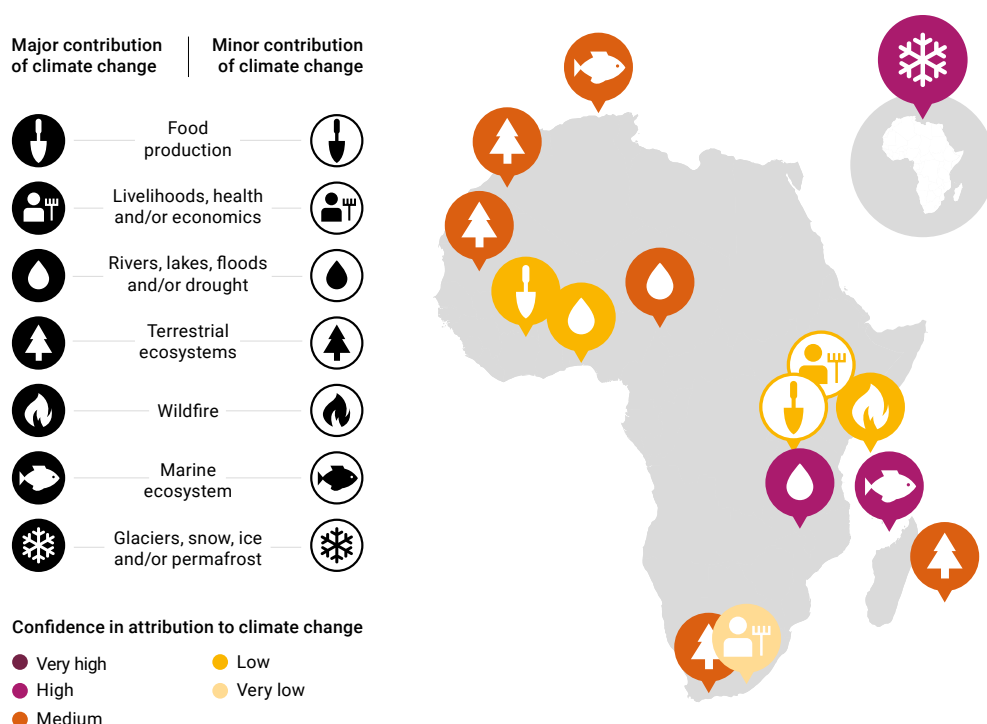 Major contribution
of climate change
Minor contribution
of climate change
Food
production
Livelihoods, health
and/or economics
Rivers, lakes, floods
and/or drought
Terrestrial
ecosystems
Wildfire
Marine
ecosystem
Glaciers, snow, ice
and/or permafrost
Confidence in attribution to climate change
Very high
High
Medium
Low
Very low